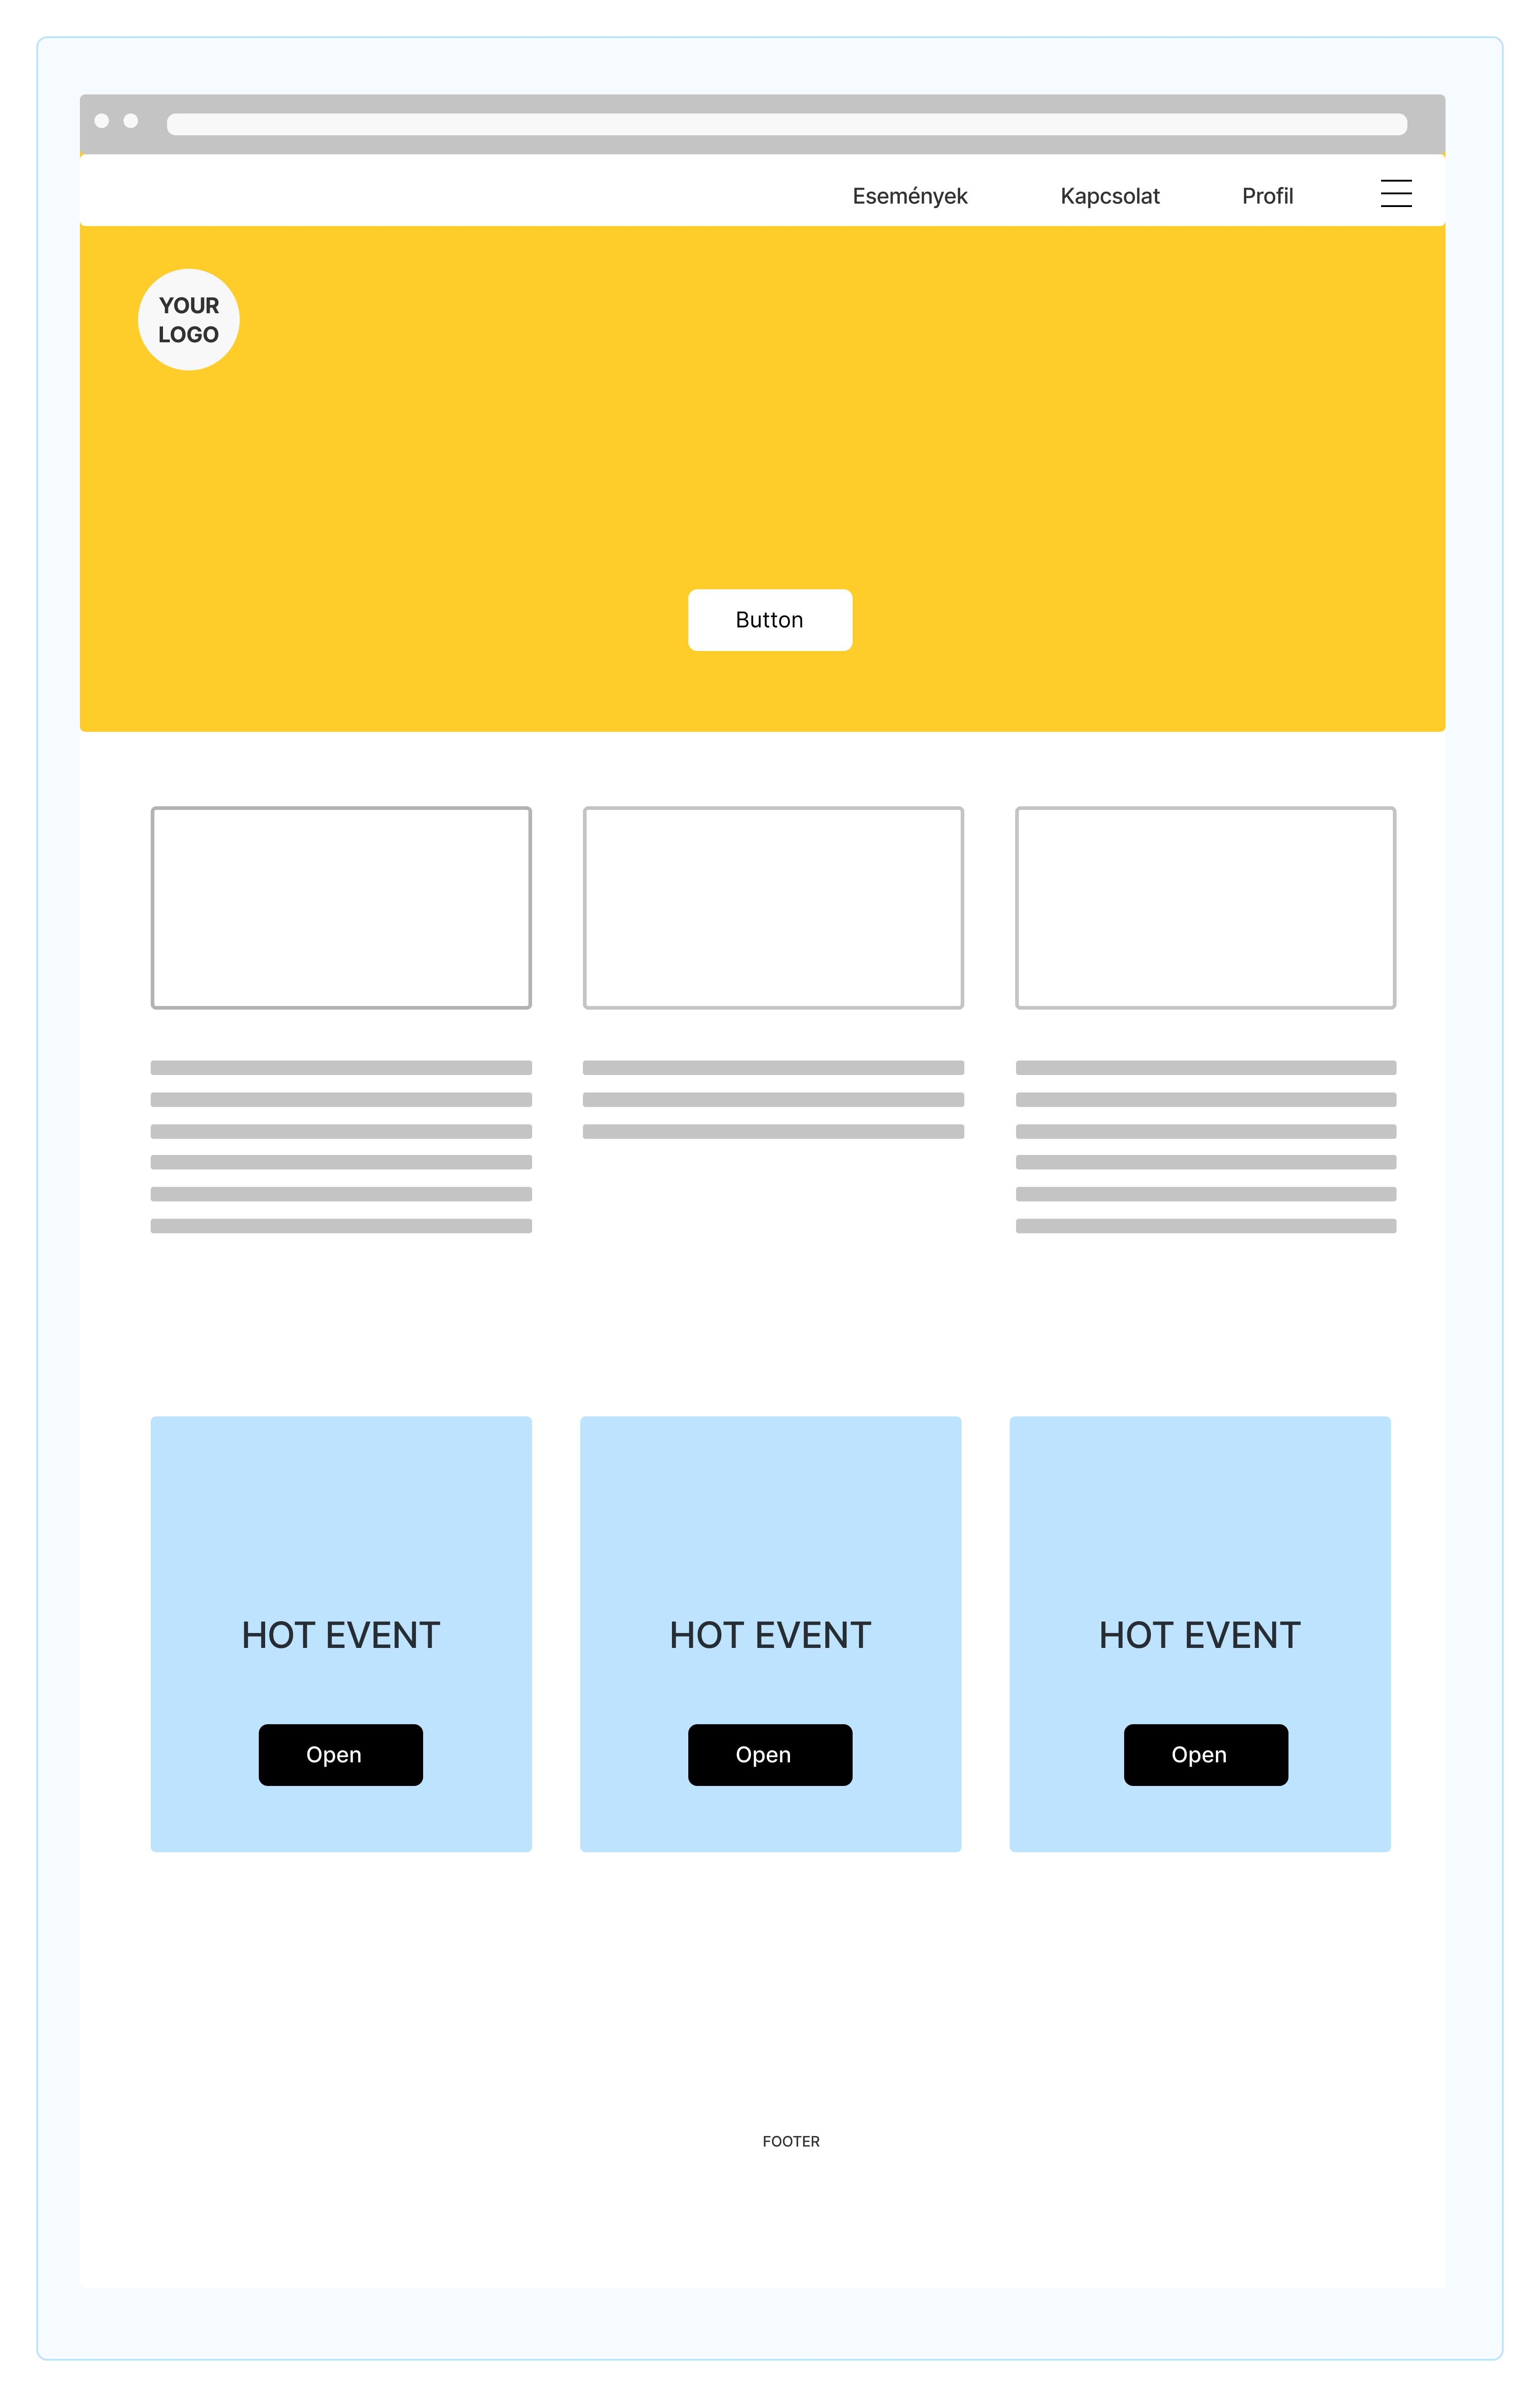 Események
Kapcsolat
Profil
YOUR
LOGO
Button
HOT EVENT
HOT EVENT
HOT EVENT
Open
Open
Open
FOOTER